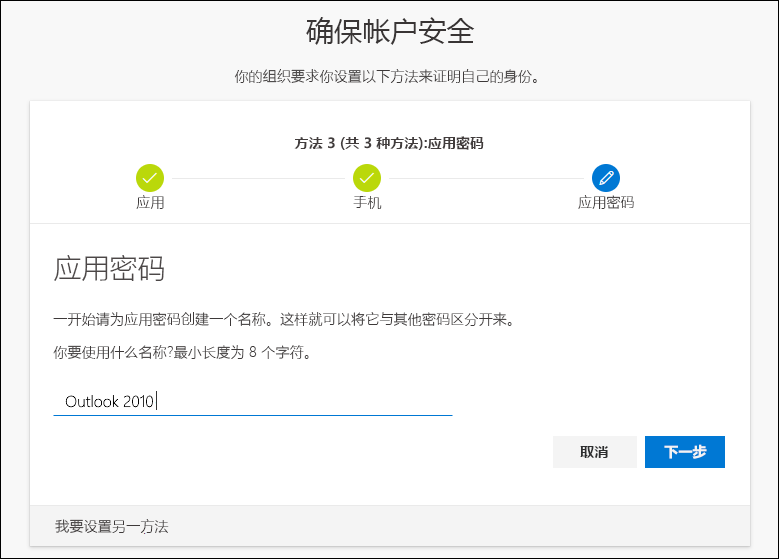 确保帐户安全
你的组织要求你设置以下方法来证明自己的身份。
方法 3 (共 3 种方法):应用密码
应用
手机
应用密码
应用密码
一开始请为应用密码创建一个名称。这样就可以将它与其他密码区分开来。
你要使用什么名称?最小长度为 8 个字符。
Outlook 2010
取消
下一步
我要设置另一方法